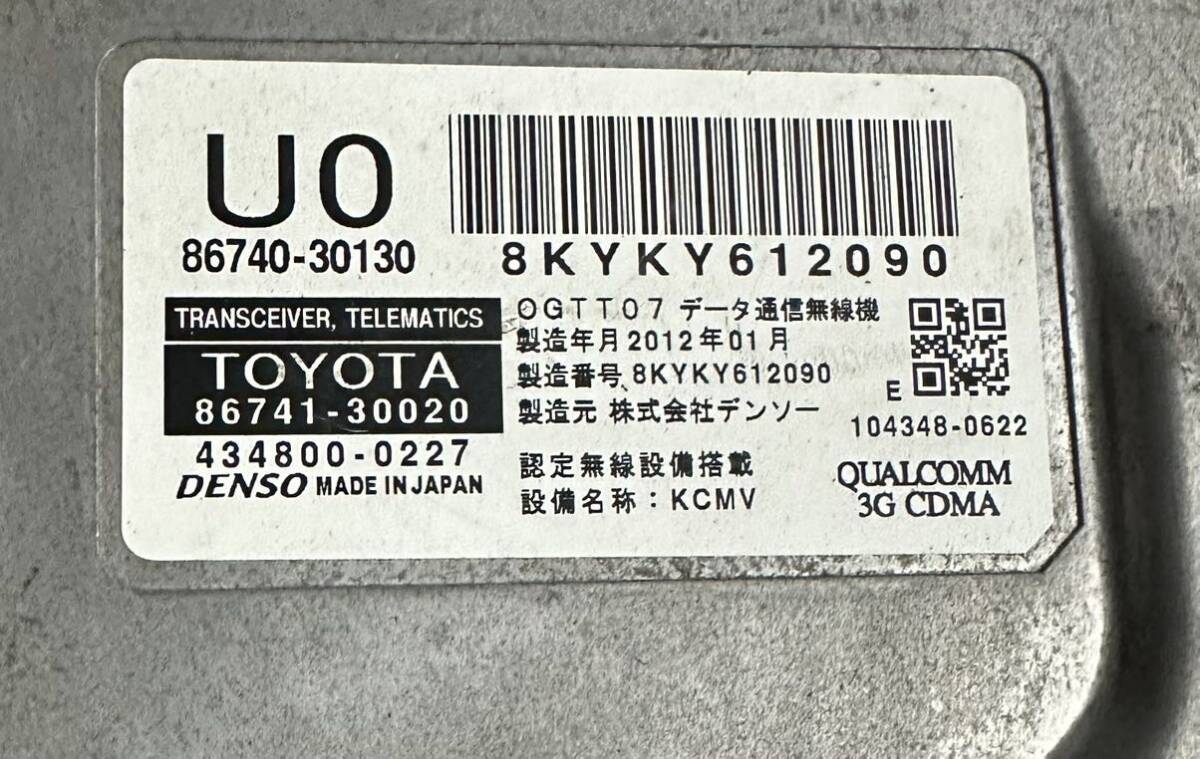 U0
86740-30130
8KYKY612090
TRANSCEIVER, TELEMATICS
TOYOTA
86741-30020
434800-0227
DENSO MADE IN JAPAN
0GTT07 データ通信無線機
製造年月 2012年01月
製造番号 8KYKY612090
製造元 株式会社デンソー
認定無線設備搭載
設備名称：KCMV
E
104348-0622
QUALCOMM
3G CDMA